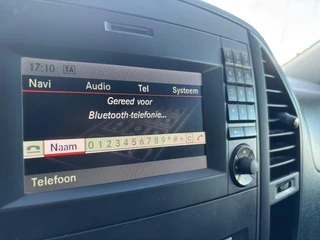 17:10 TA
Navi Audio Tel Systeem
Gereed voor
Bluetooth-telefonie...
Naam 0 1 2 3 4 5 6 7 8 9 * # + C
Telefoon